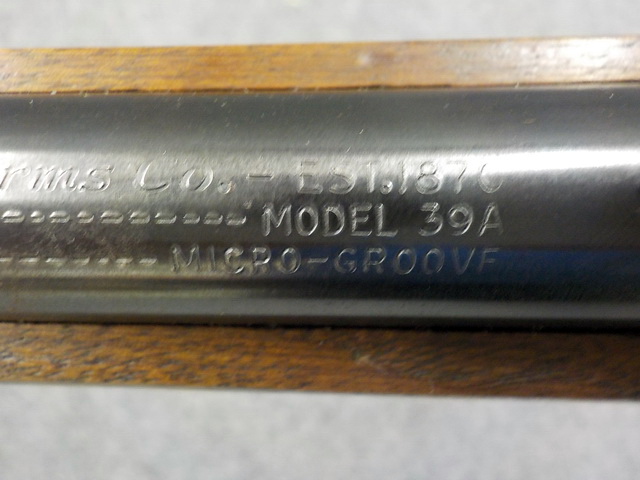 rms Co. - EST. 1870
----------- MODEL 39A
------- MICRO-GROOVE